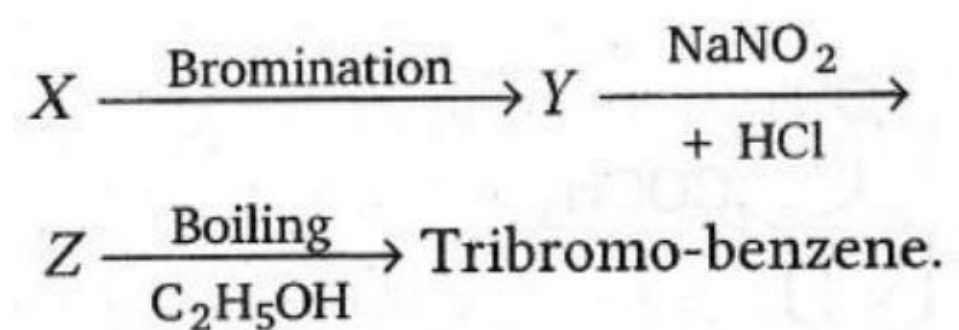 X Bromination Y NaNO₂ + HCl
Z Boiling C₂H₅OH Tribromo-benzene.